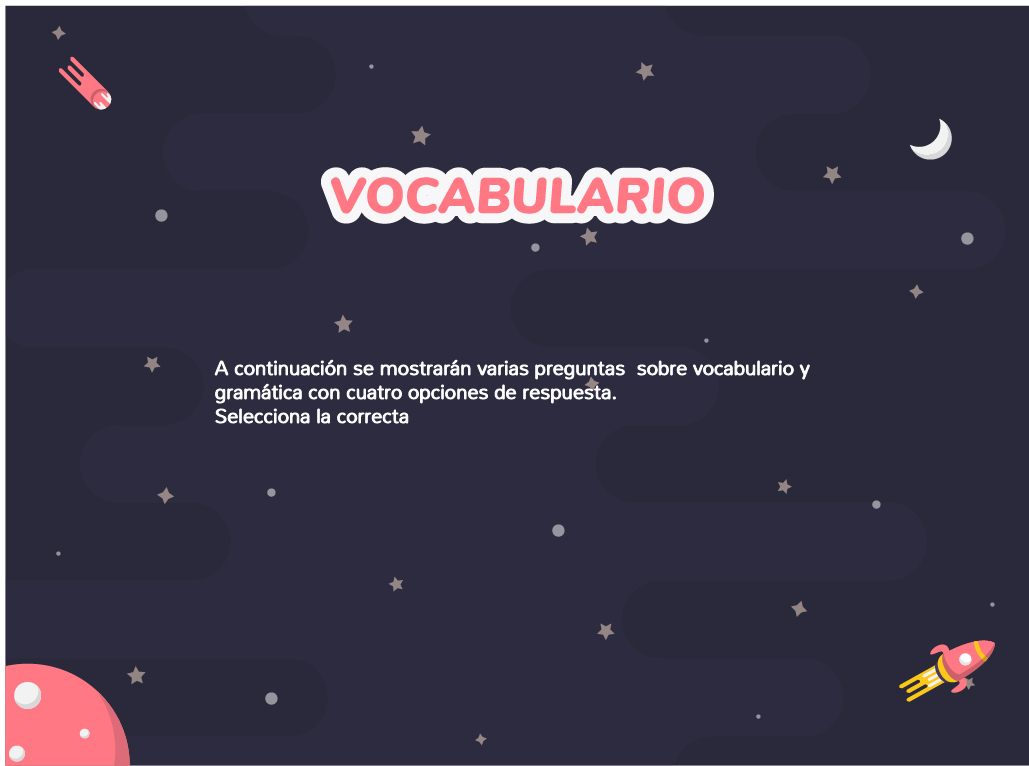 VOCABULARIO
A continuación se mostrarán varias preguntas sobre vocabulario y
gramática con cuatro opciones de respuesta.
Selecciona la correcta